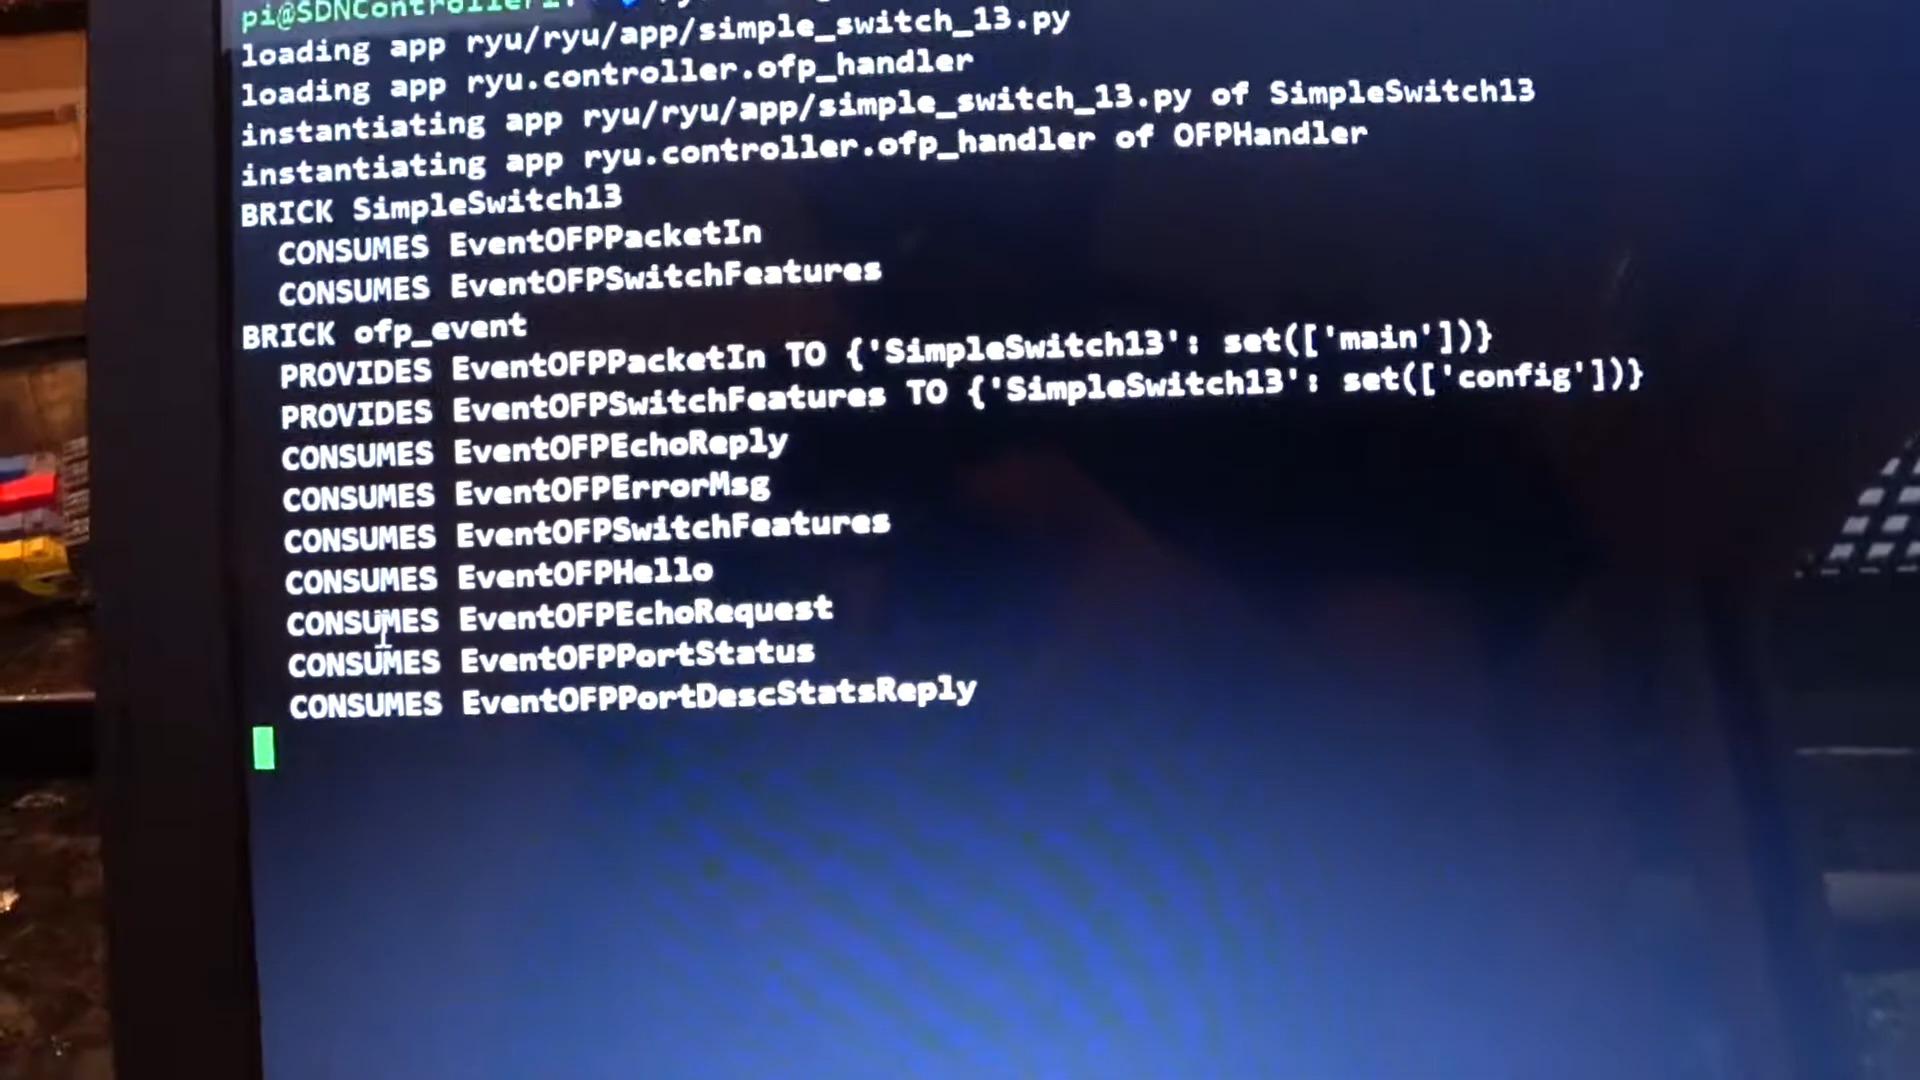 pi@SDNController1:
loading app ryu/ryu/app/simple_switch_13.py
loading app ryu.controller.ofp_handler
instantiating app ryu/ryu/app/simple_switch_13.py of SimpleSwitch13
instantiating app ryu.controller.ofp_handler of OFPHandler
BRICK SimpleSwitch13
CONSUMES EventOFPPacketIn
CONSUMES EventOFPSwitchFeatures
BRICK ofp_event
PROVIDES EventOFPPacketIn TO {'SimpleSwitch13': set(['main'])}
PROVIDES EventOFPSwitchFeatures TO {'SimpleSwitch13': set(['config'])}
CONSUMES EventOFPEchoReply
CONSUMES EventOFPErrorMsg
CONSUMES EventOFPSwitchFeatures
CONSUMES EventOFPHello
CONSUMES EventOFPEchoRequest
CONSUMES EventOFPPortStatus
CONSUMES EventOFPPortDescStatsReply